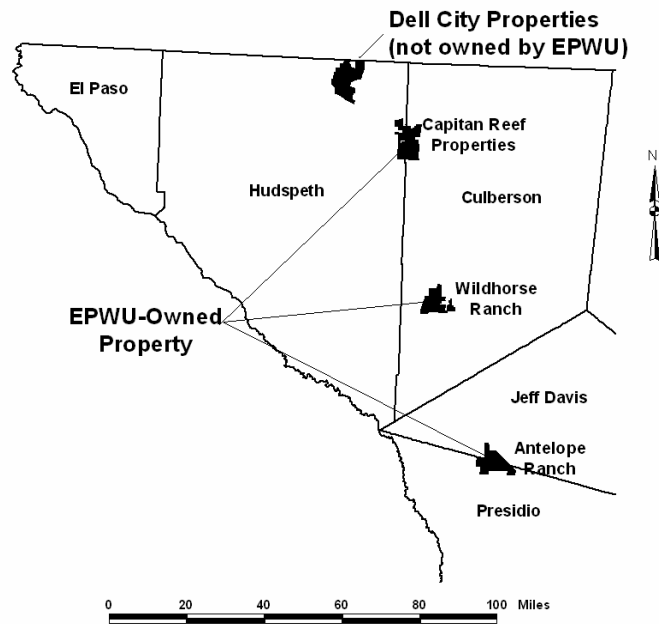 Dell City Properties
(not owned by EPWU)
El Paso
Capitan Reef
Properties
N
Hudspeth
Culberson
Wildhorse
Ranch
EPWU-Owned
Property
Jeff Davis
Antelope
Ranch
Presidio
0 20 40 60 80 100 Miles